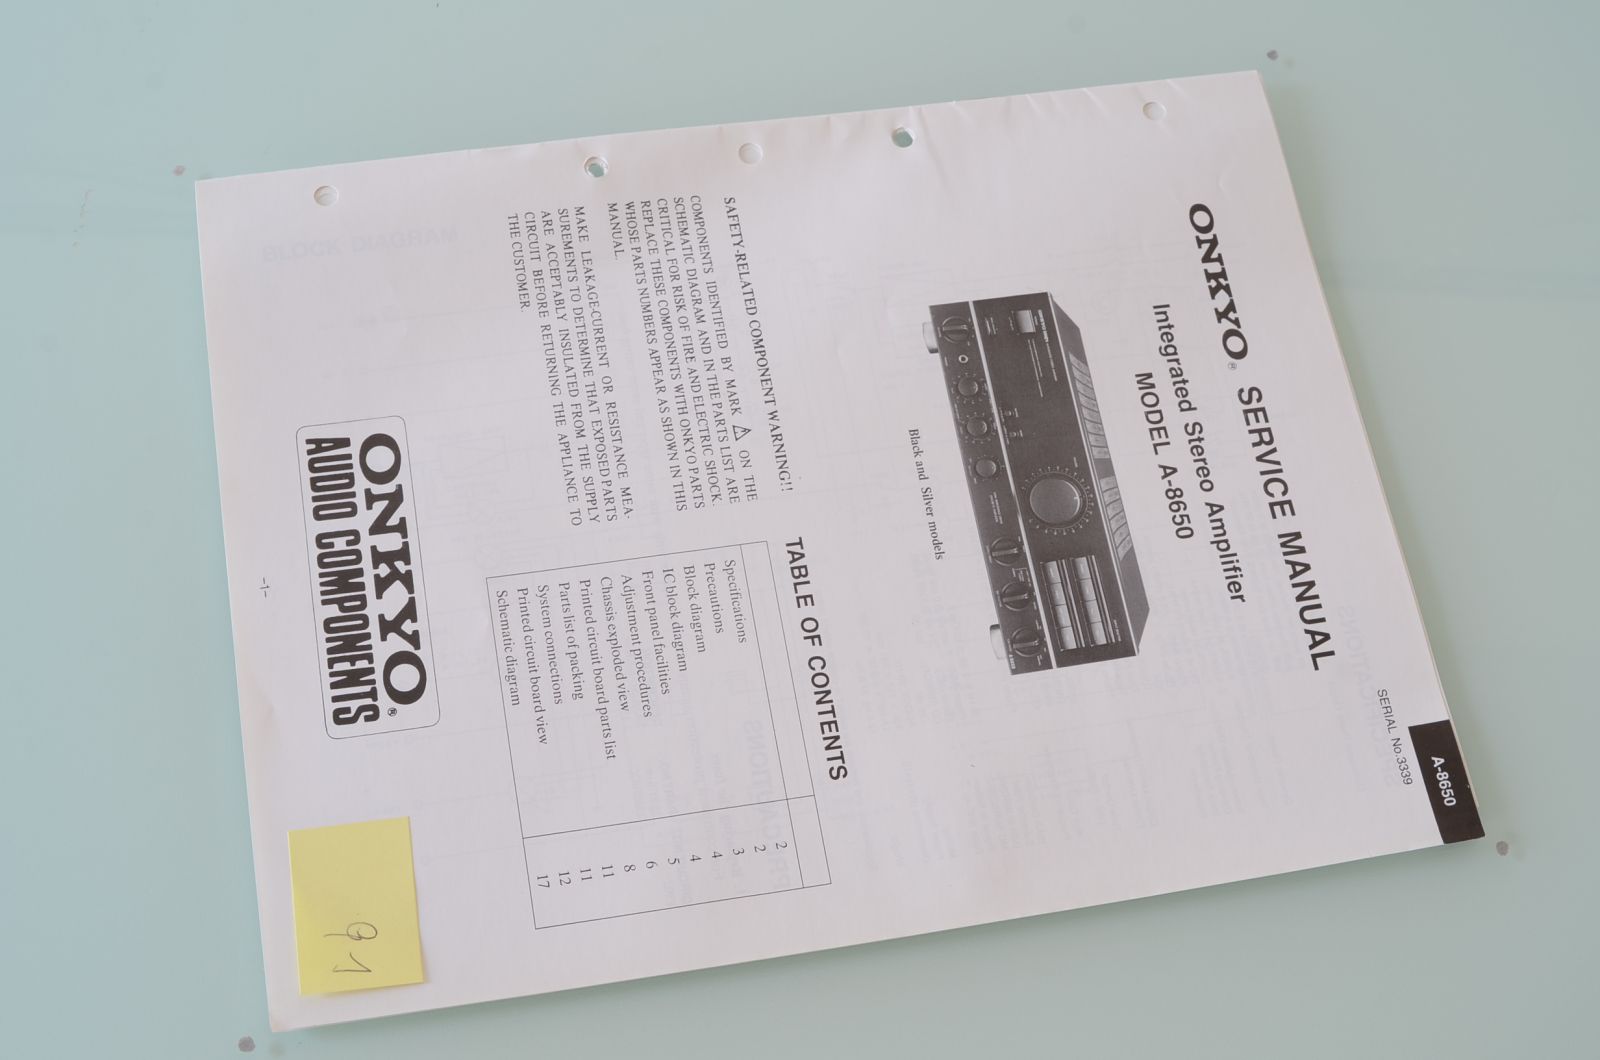 ONKYO® SERVICE MANUAL
Integrated Stereo Amplifier
MODEL A-8650
SERIAL No.3339
A-8650
Black and Silver models
SAFETY-RELATED COMPONENT WARNING!!
COMPONENTS IDENTIFIED BY MARK ⚠ ON THE
SCHEMATIC DIAGRAM AND IN THE PARTS LIST ARE
CRITICAL FOR RISK OF FIRE AND ELECTRIC SHOCK.
REPLACE THESE COMPONENTS WITH ONKYO PARTS
WHOSE PARTS NUMBERS APPEAR AS SHOWN IN THIS
MANUAL.
MAKE LEAKAGE-CURRENT OR RESISTANCE MEA-
SUREMENTS TO DETERMINE THAT EXPOSED PARTS
ARE ACCEPTABLY INSULATED FROM THE SUPPLY
CIRCUIT BEFORE RETURNING THE APPLIANCE TO
THE CUSTOMER.
TABLE OF CONTENTS
Specifications 2
Precautions 2
Block diagram 3
IC block diagram 4
Front panel facilities 4
Adjustment procedures 5
Chassis exploded view 6
Printed circuit board parts list 8
Parts list of packing 11
System connections 11
Printed circuit board view 12
Schematic diagram 17
ONKYO®
AUDIO COMPONENTS
-1-
91
BLOCK DIAGRAM